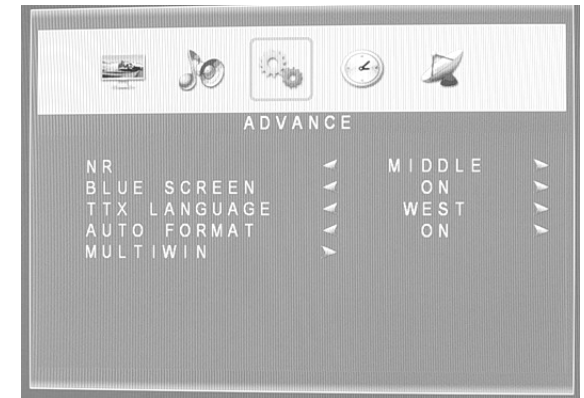 ADVANCE
NR MIDDLE
BLUE SCREEN ON
TTX LANGUAGE WEST
AUTO FORMAT ON
MULTIWIN